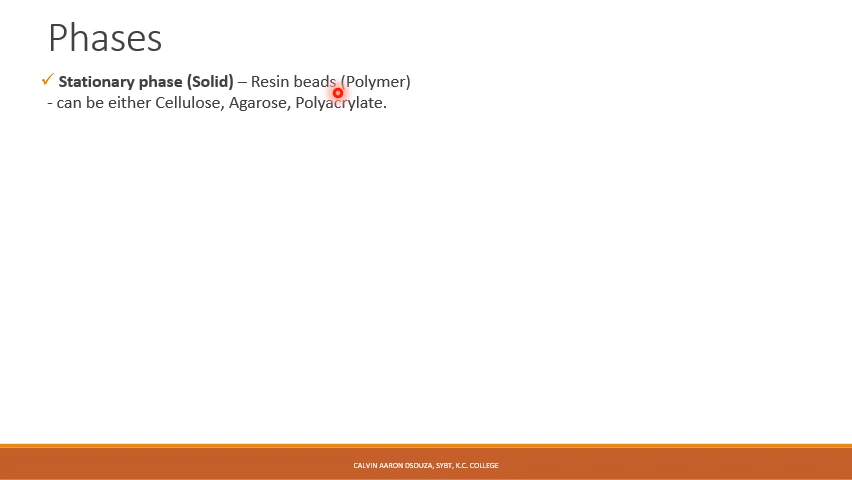 Phases
✓ Stationary phase (Solid) – Resin beads (Polymer)
- can be either Cellulose, Agarose, Polyacrylate.
CALVIN AARON DSOUZA, SYBT, K.C. COLLEGE